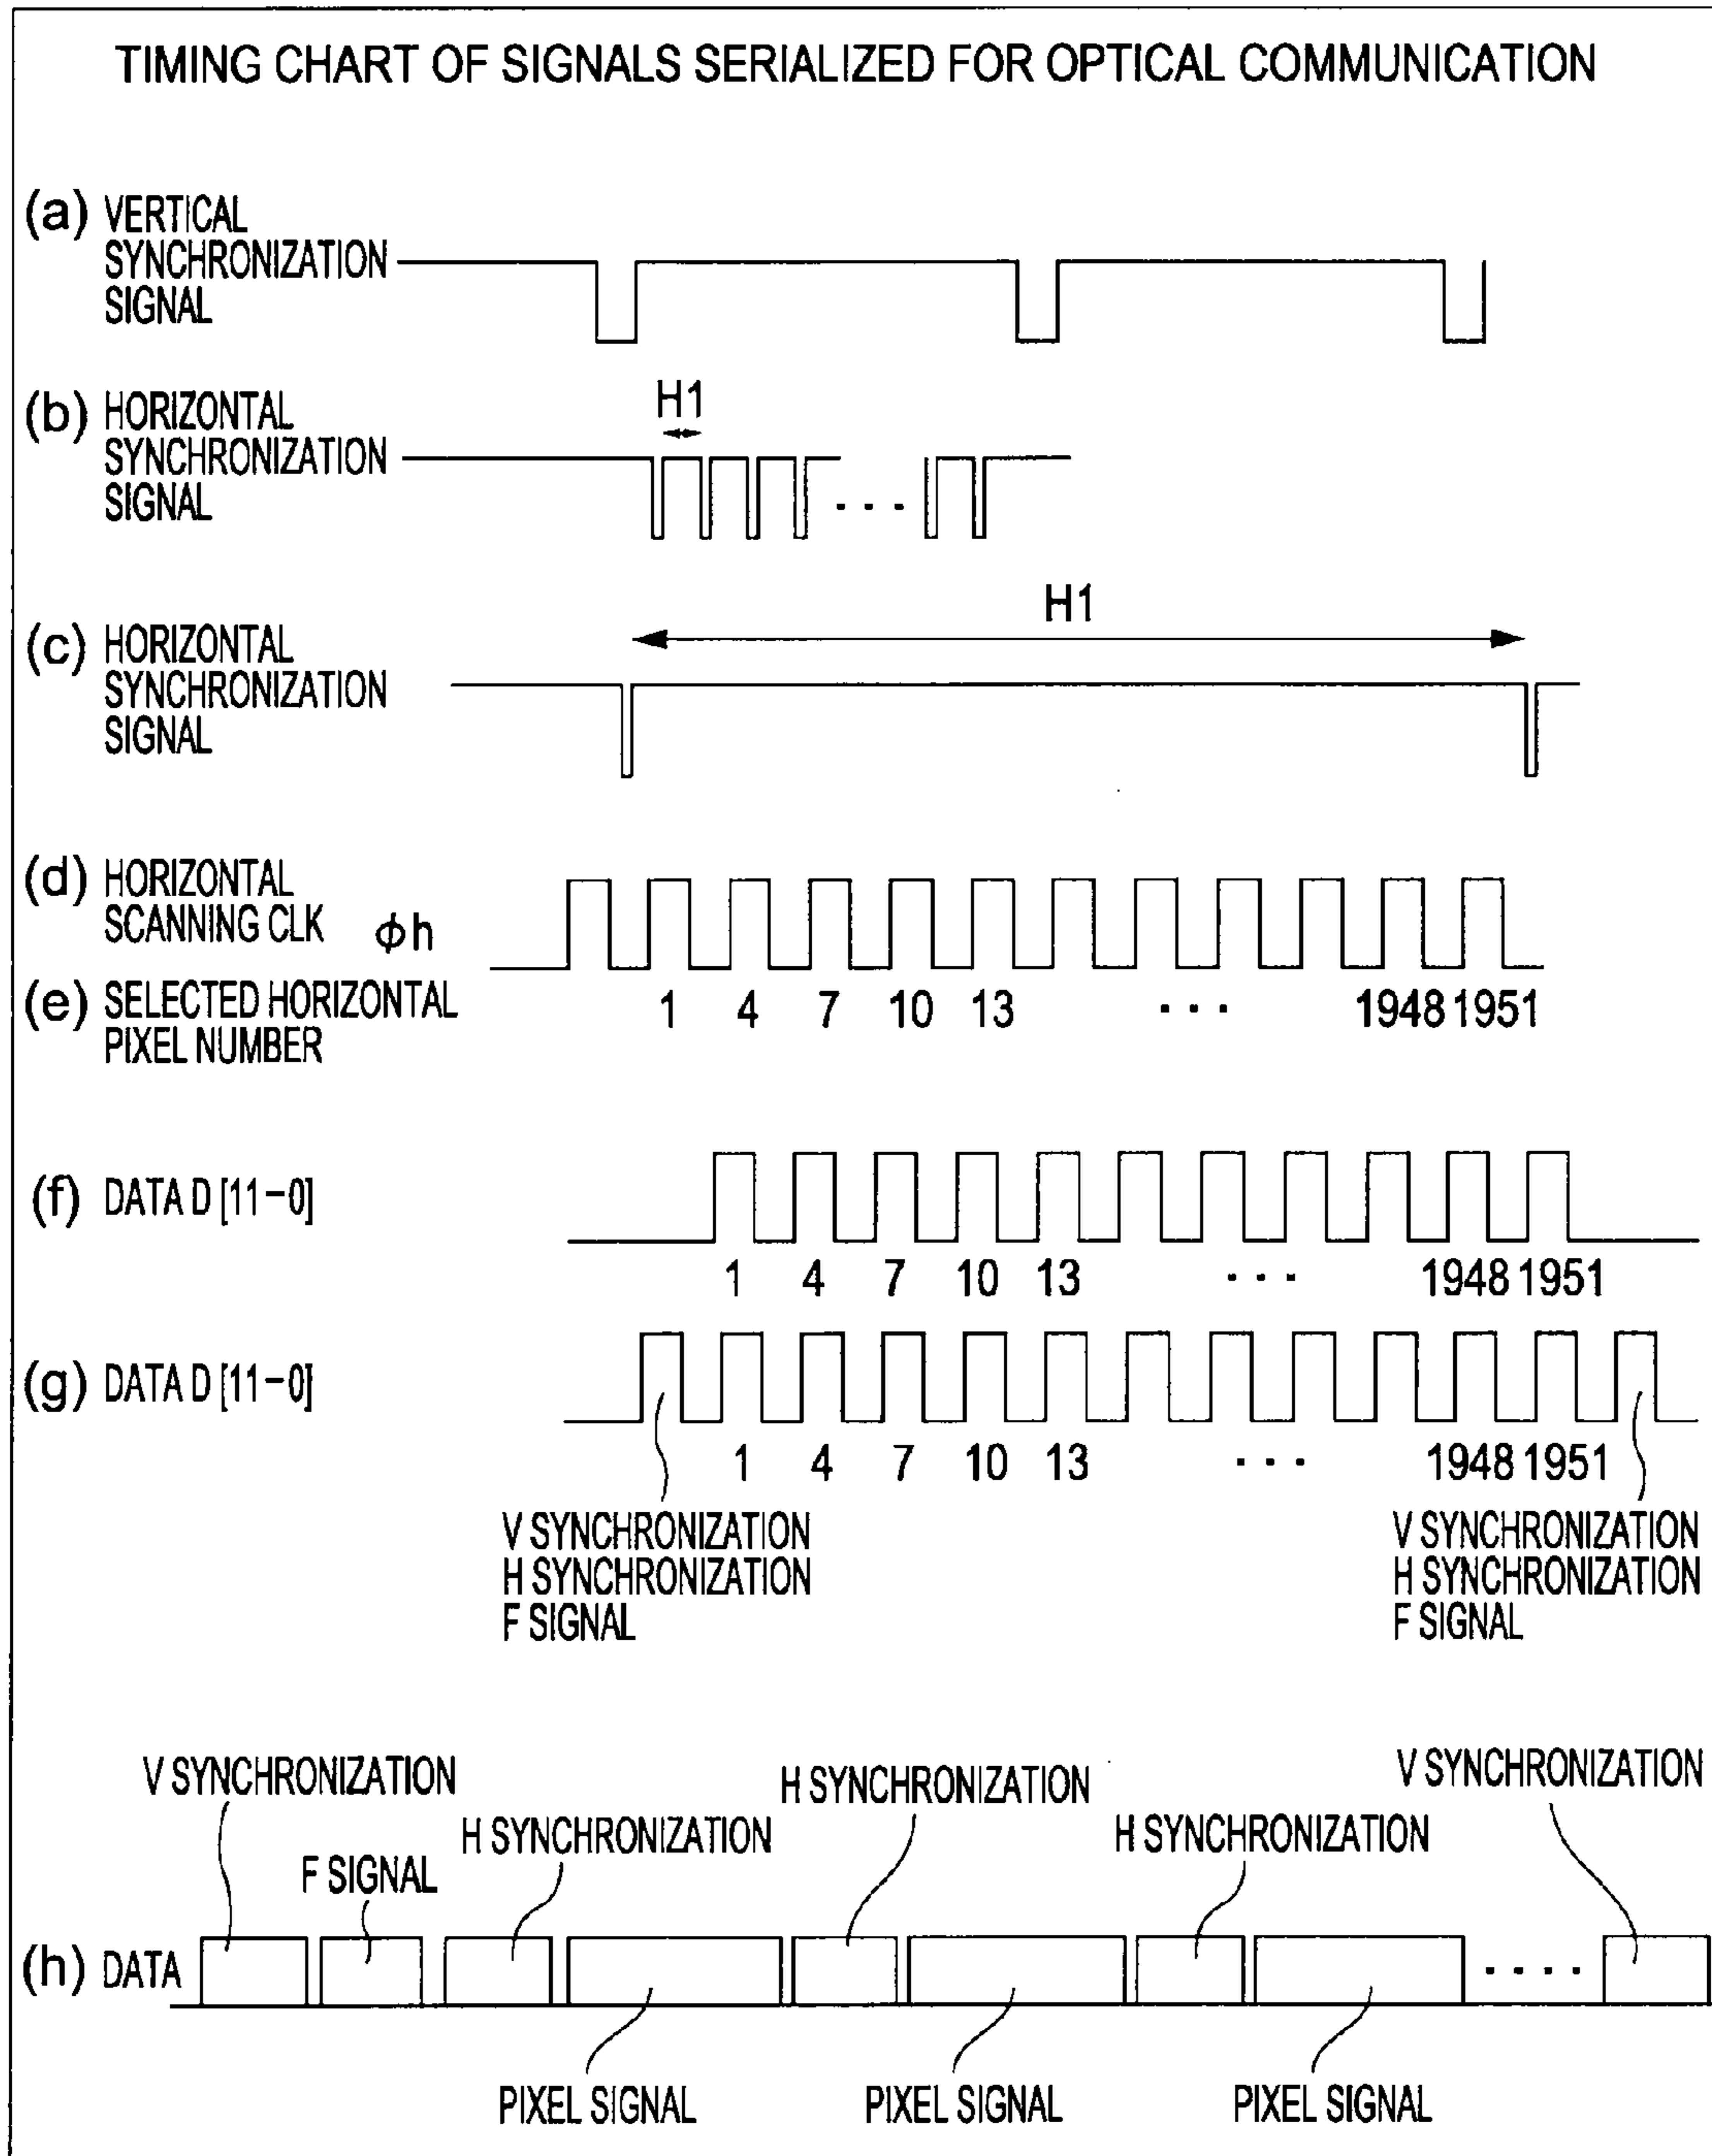 TIMING CHART OF SIGNALS SERIALIZED FOR OPTICAL COMMUNICATION
(a) VERTICAL
SYNCHRONIZATION
SIGNAL
H1
(b) HORIZONTAL
SYNCHRONIZATION
SIGNAL
. . .
H1
(c) HORIZONTAL
SYNCHRONIZATION
SIGNAL
(d) HORIZONTAL
SCANNING CLK ϕh
(e) SELECTED HORIZONTAL
PIXEL NUMBER
1 4 7 10 13 . . . 1948 1951
(f) DATA D [11-0]
1 4 7 10 13 . . . 1948 1951
(g) DATA D [11-0]
1 4 7 10 13 . . . 1948 1951
V SYNCHRONIZATION
H SYNCHRONIZATION
F SIGNAL
V SYNCHRONIZATION
H SYNCHRONIZATION
F SIGNAL
V SYNCHRONIZATION
F SIGNAL
H SYNCHRONIZATION
H SYNCHRONIZATION
H SYNCHRONIZATION
V SYNCHRONIZATION
(h) DATA
. . . .
PIXEL SIGNAL
PIXEL SIGNAL
PIXEL SIGNAL